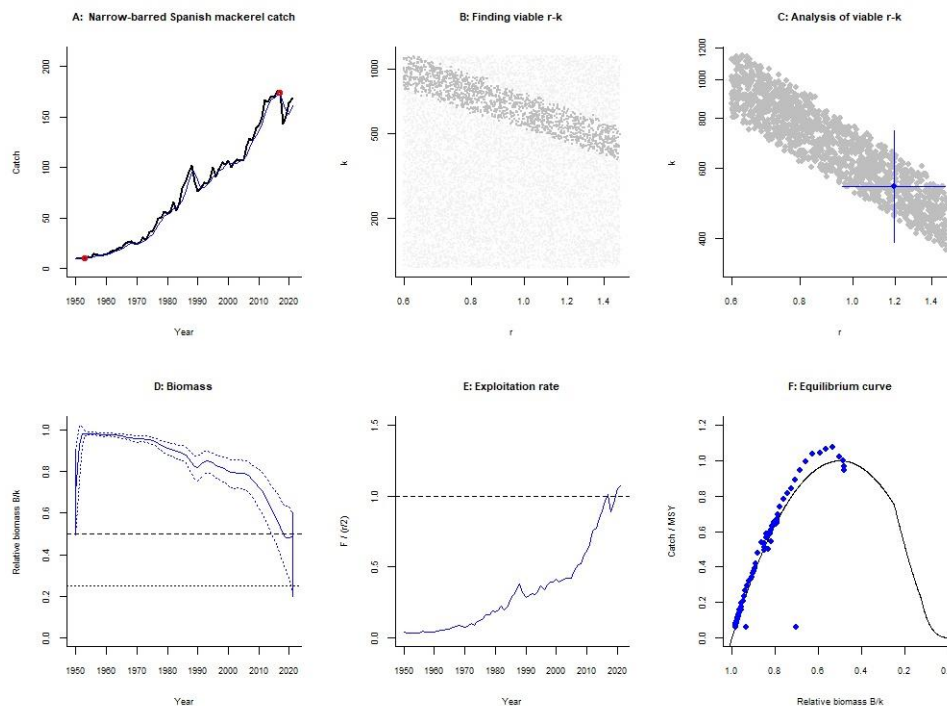 A: Narrow-barred Spanish mackerel catch
Catch
200
150
100
50
0
1950 1960 1970 1980 1990 2000 2010 2020
Year
B: Finding viable r-k
k
1000
500
200
0.6 0.8 1.0 1.2 1.4
r
C: Analysis of viable r-k
k
1200
1000
800
600
400
0.6 0.8 1.0 1.2 1.4
r
D: Biomass
Relative biomass B/k
1.0
0.8
0.6
0.4
0.2
0.0
1950 1960 1970 1980 1990 2000 2010 2020
Year
E: Exploitation rate
F / (r/2)
1.5
1.0
0.5
0.0
1950 1960 1970 1980 1990 2000 2010 2020
Year
F: Equilibrium curve
Catch / MSY
1.2
1.0
0.8
0.6
0.4
0.2
0.0
1.0 0.8 0.6 0.4 0.2
Relative biomass B/k